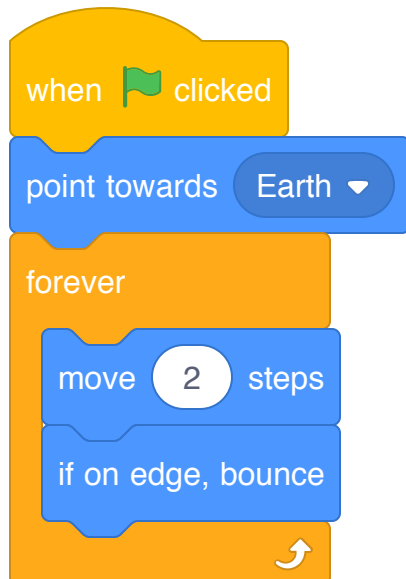 when clicked
point towards Earth
forever
move 2 steps
if on edge, bounce